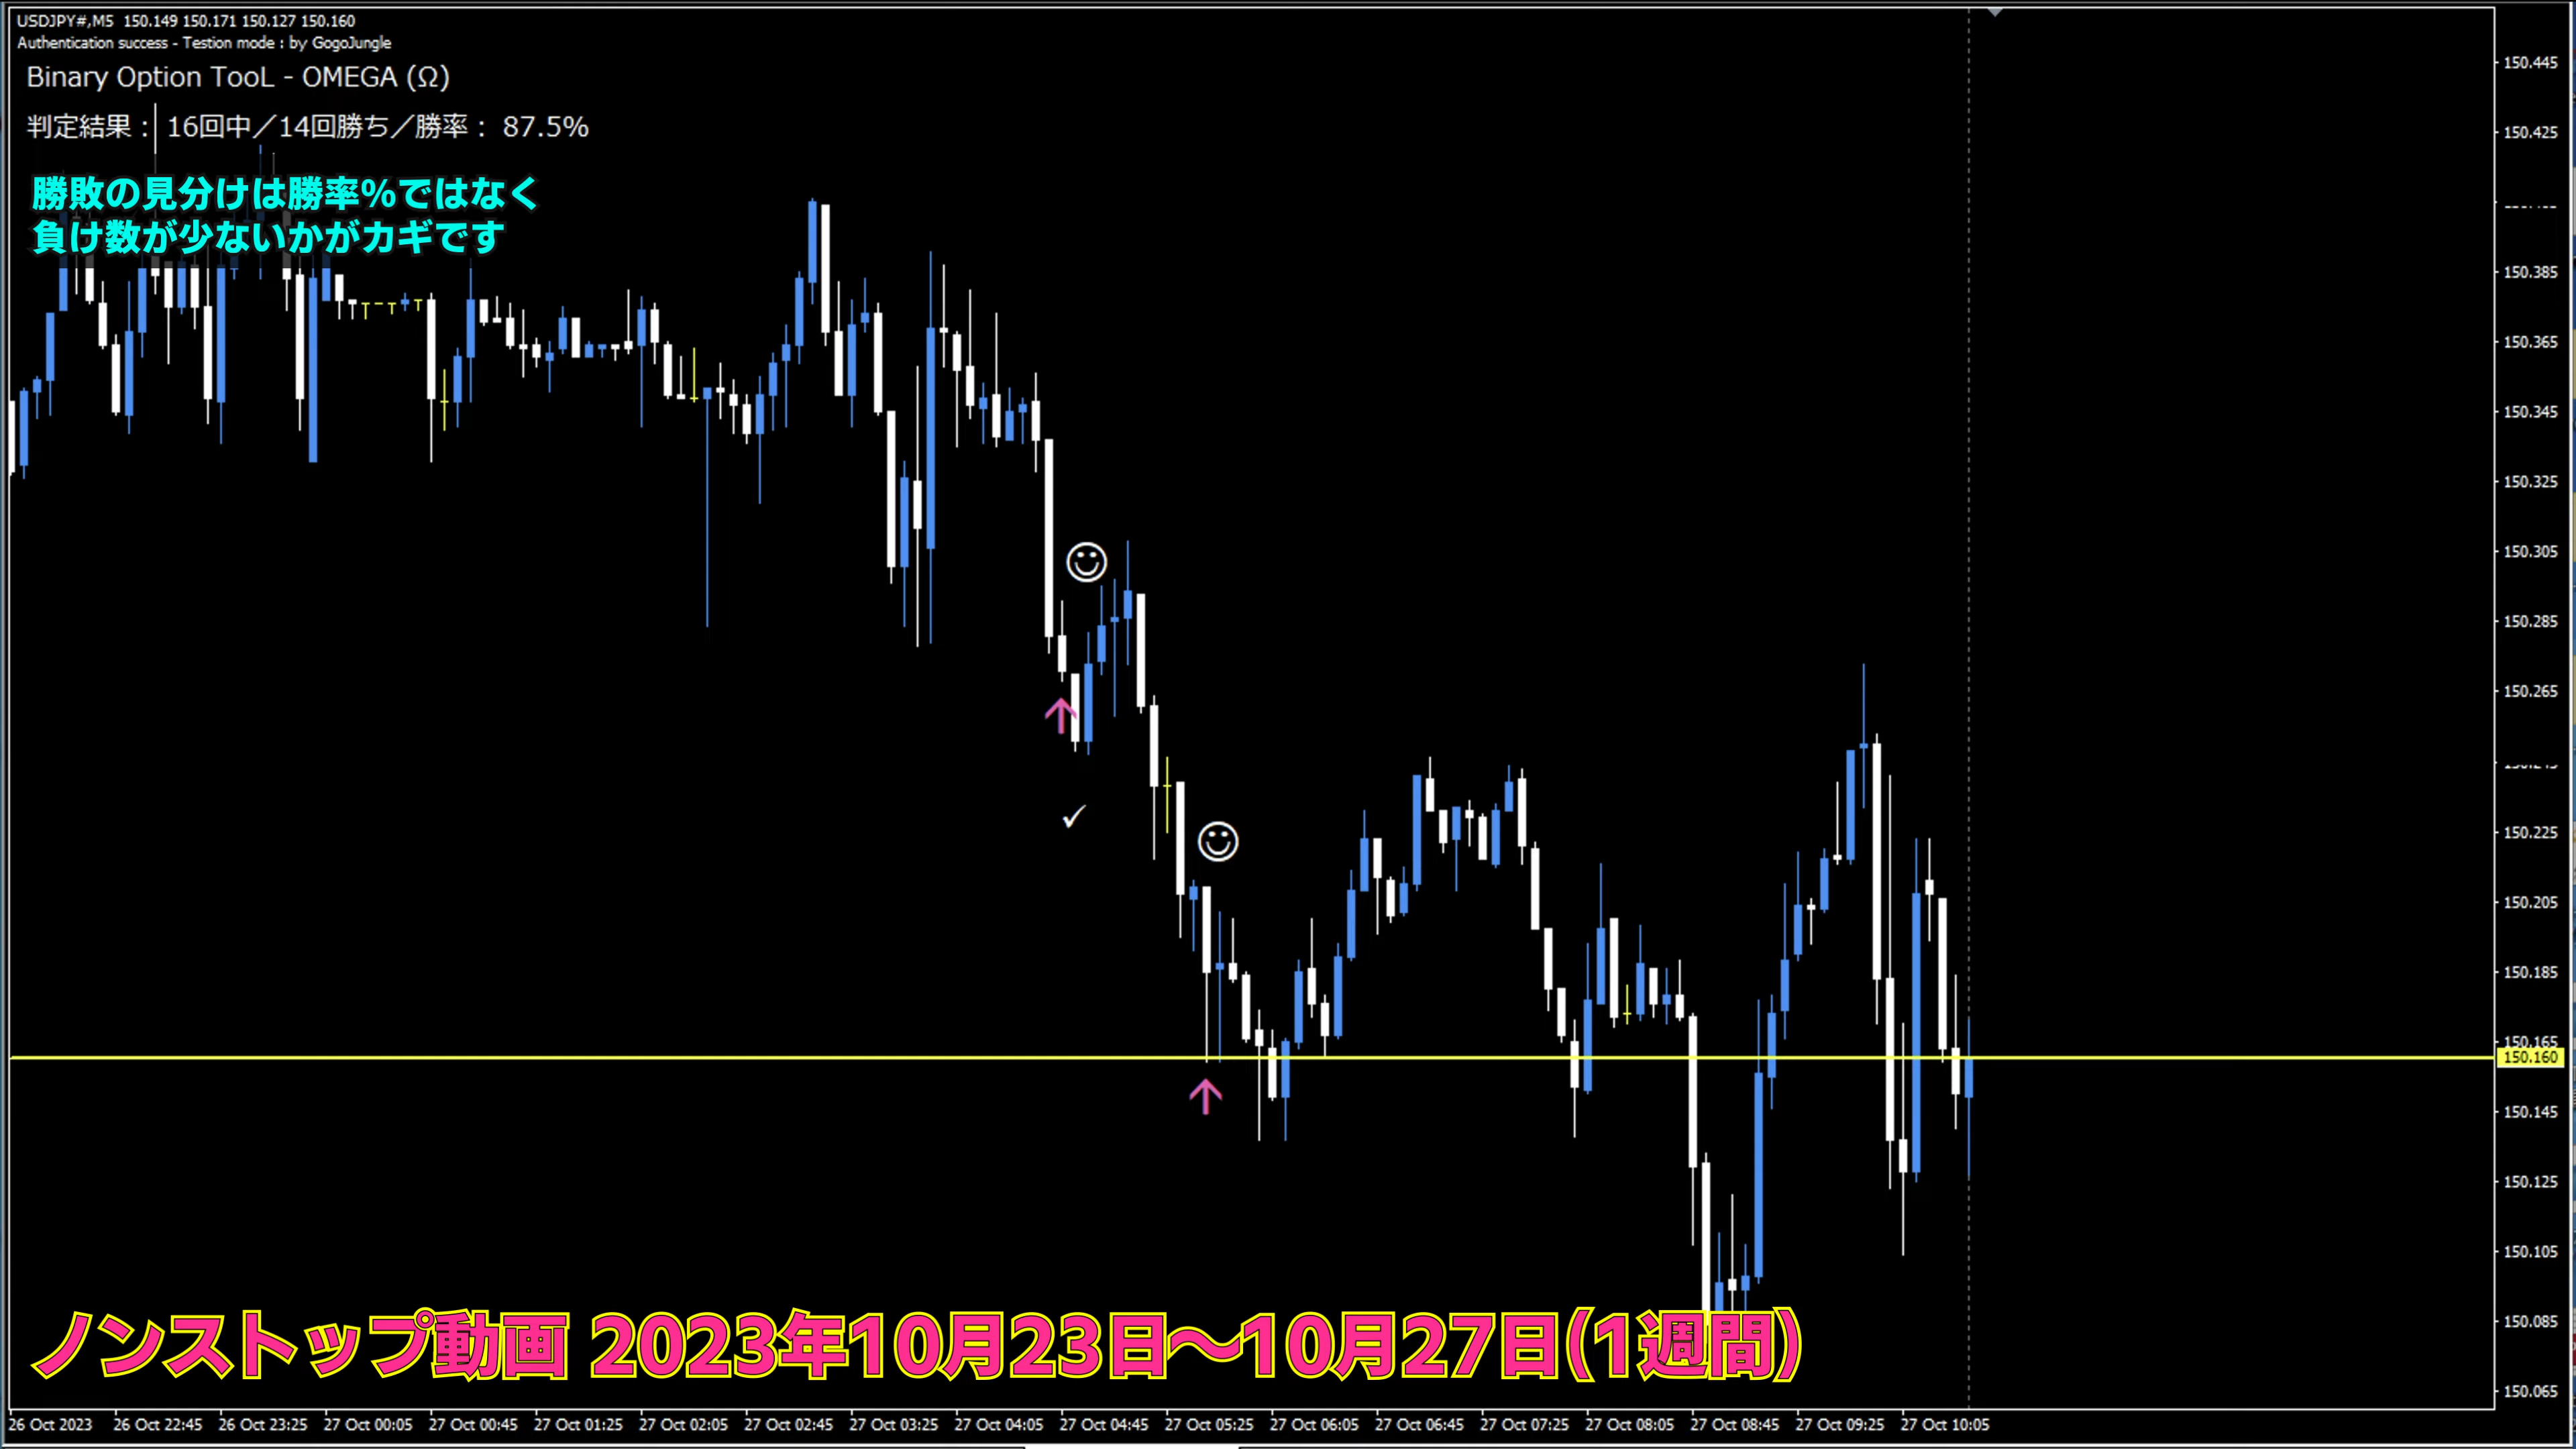 USDJPY#,M5 150.149 150.171 150.127 150.160
Authentication success - Testion mode : by GogoJungle
Binary Option TooL - OMEGA (Ω)
判定結果： 16回中／14回勝ち／勝率： 87.5%
勝敗の見分けは勝率%ではなく
負け数が少ないかがカギです
150.445
150.425
150.385
150.365
150.345
150.325
150.305
150.285
150.265
150.225
150.205
150.185
150.165
150.160
150.145
150.125
150.105
150.085
150.065
ノンストップ動画 2023年10月23日〜10月27日(1週間)
26 Oct 2023 26 Oct 22:45 26 Oct 23:25 27 Oct 00:05 27 Oct 00:45 27 Oct 01:25 27 Oct 02:05 27 Oct 02:45 27 Oct 03:25 27 Oct 04:05 27 Oct 04:45 27 Oct 05:25 27 Oct 06:05 27 Oct 06:45 27 Oct 07:25 27 Oct 08:05 27 Oct 08:45 27 Oct 09:25 27 Oct 10:05